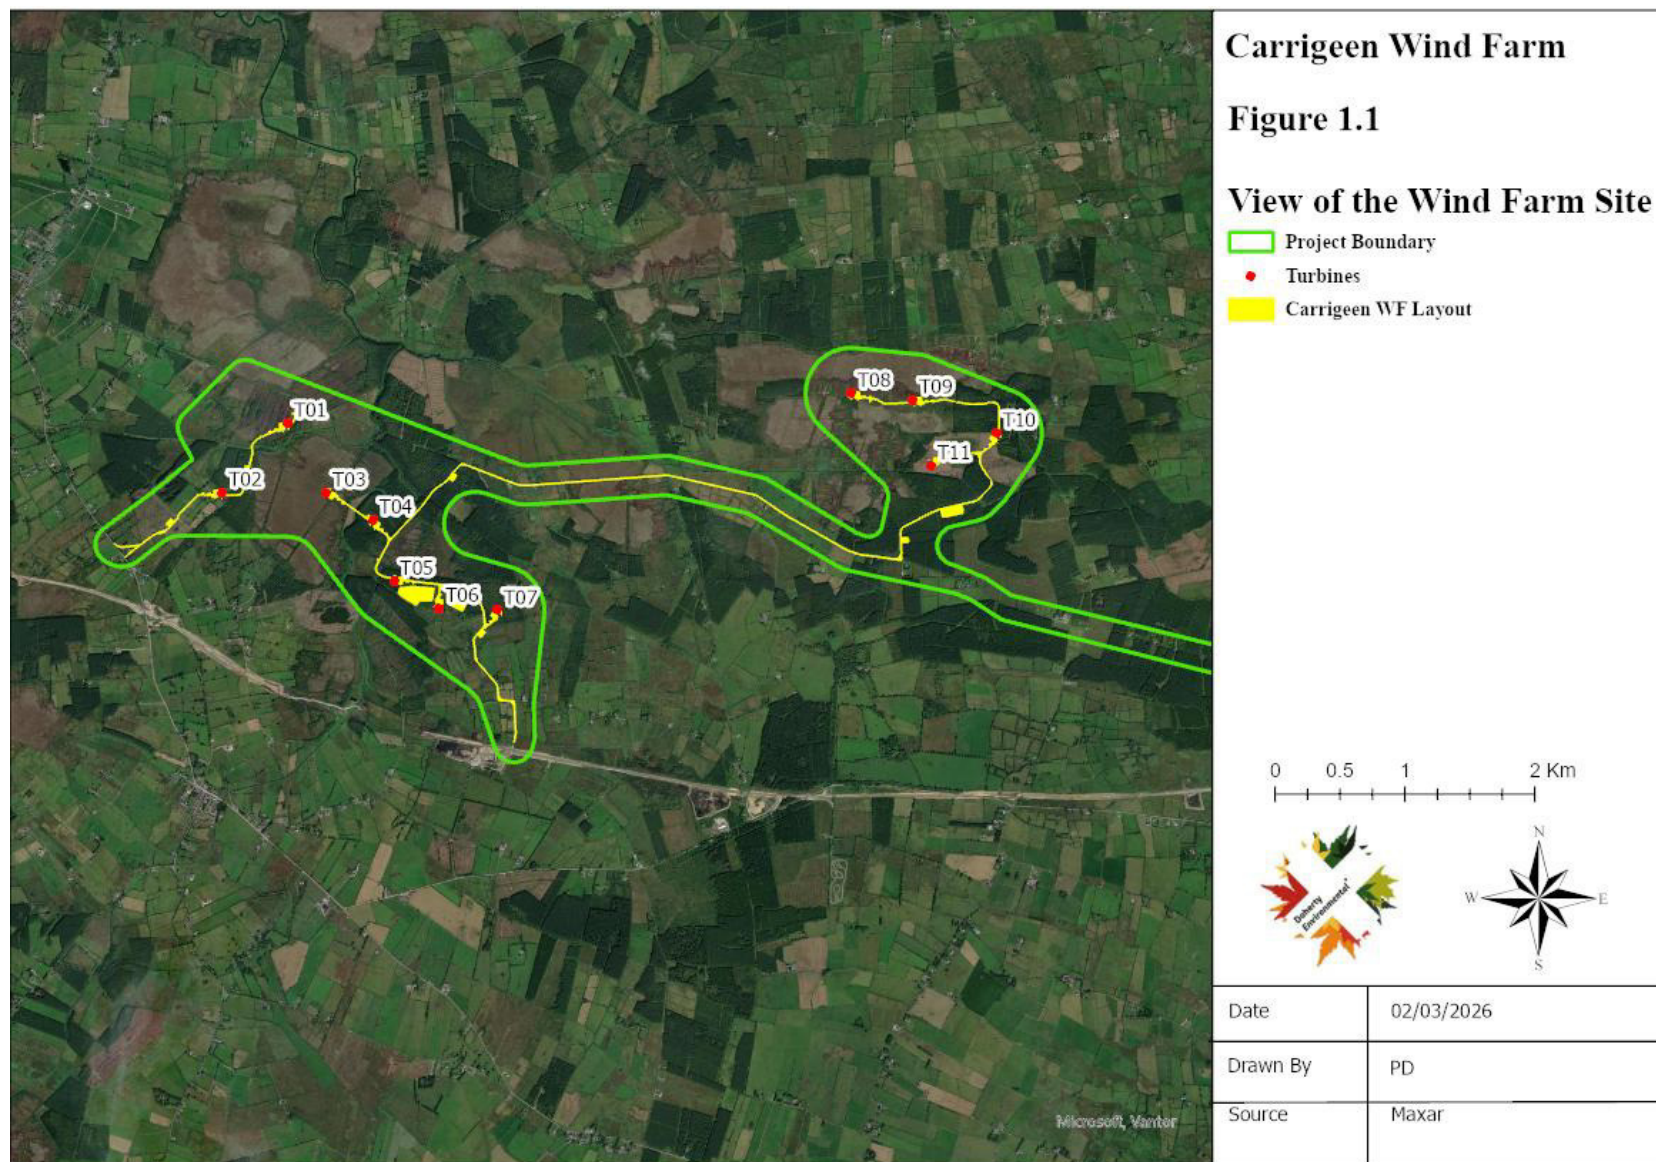 Carrigeen Wind Farm
Figure 1.1
View of the Wind Farm Site
Project Boundary
Turbines
Carrigeen WF Layout
T01
T02
T03
T04
T05
T06
T07
T08
T09
T10
T11
0 0.5 1 2 Km
Doherty
Environmental
N
W E
S
Microsoft, Vantor
Date 02/03/2026
Drawn By PD
Source Maxar